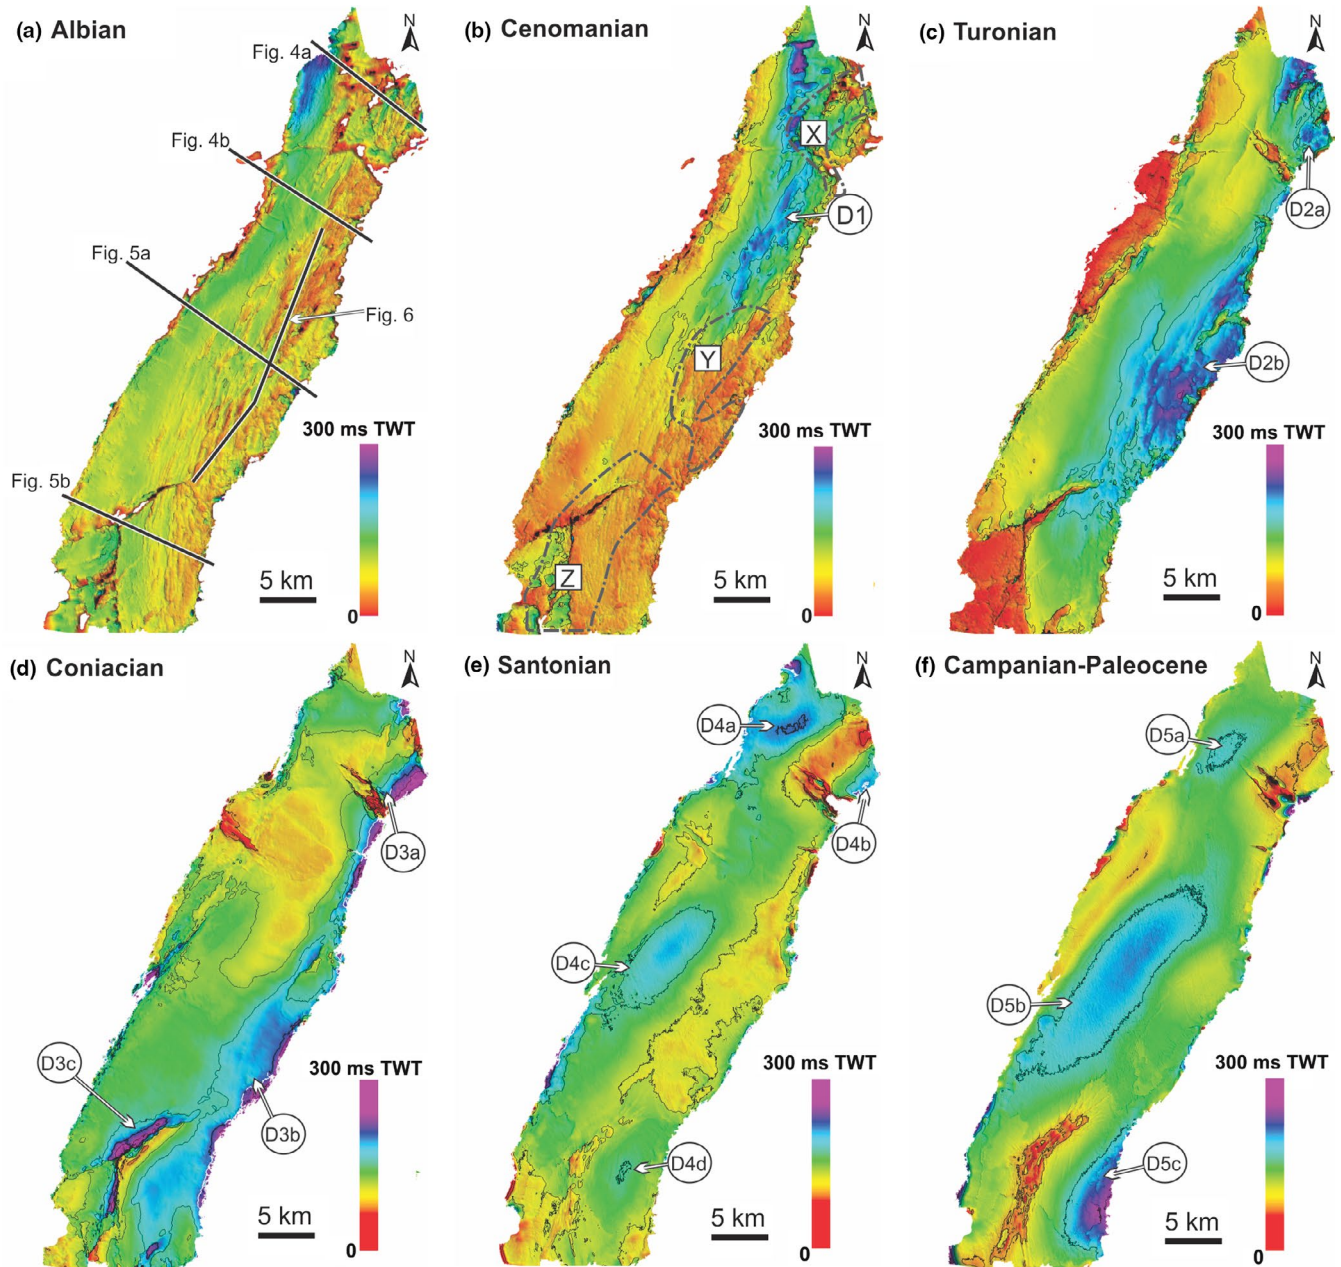 (a) Albian
N
Fig. 4a
Fig. 4b
Fig. 5a
Fig. 6
Fig. 5b
300 ms TWT
0
5 km
(b) Cenomanian
N
X
D1
Y
Z
300 ms TWT
0
5 km
(c) Turonian
N
D2a
D2b
300 ms TWT
0
5 km
(d) Coniacian
N
D3a
D3c
D3b
300 ms TWT
0
5 km
(e) Santonian
N
D4a
D4b
D4c
D4d
300 ms TWT
0
5 km
(f) Campanian-Paleocene
N
D5a
D5b
D5c
300 ms TWT
0
5 km